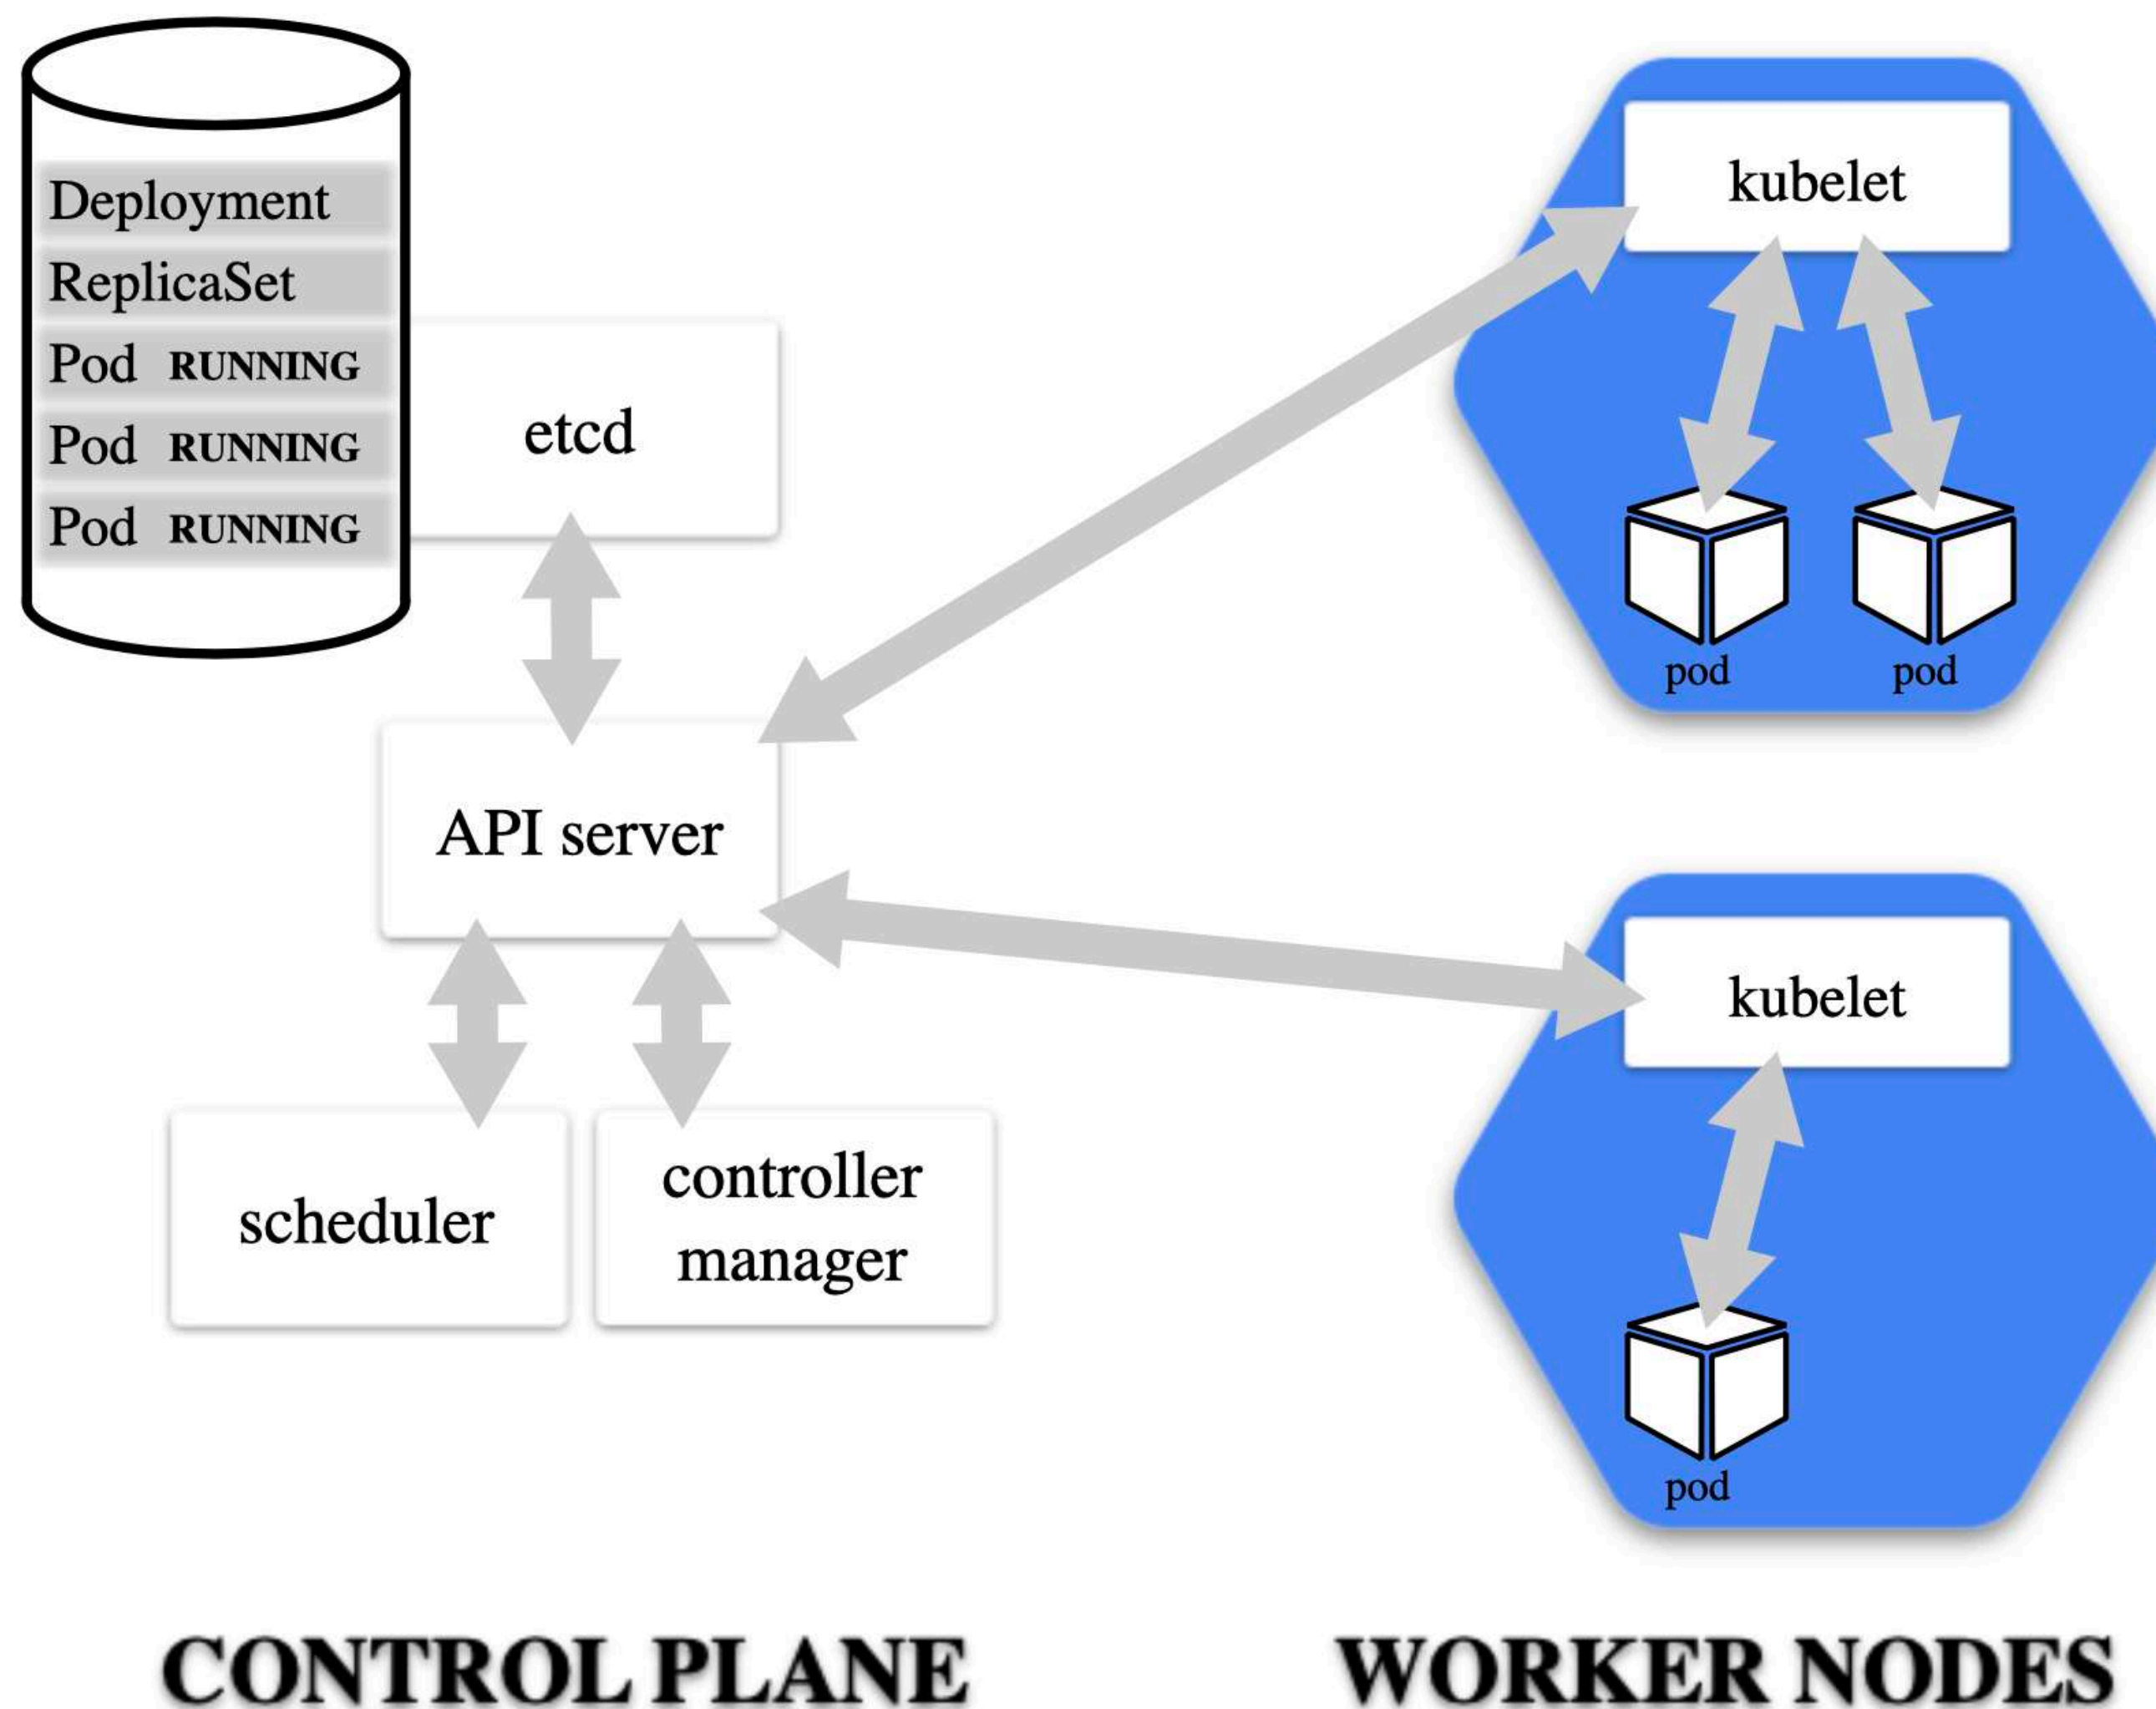 Deployment
ReplicaSet
Pod RUNNING
Pod RUNNING
Pod RUNNING
etcd
API server
scheduler
controller
manager
kubelet
pod
pod
kubelet
pod
CONTROL PLANE
WORKER NODES